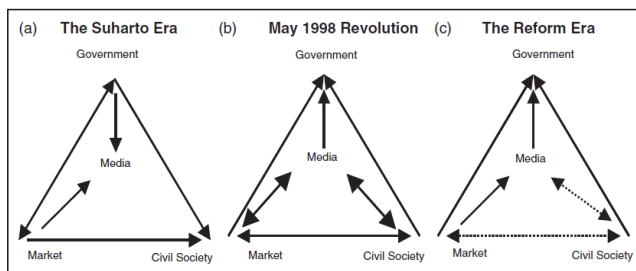 (a) The Suharto Era
Government
Media
Market
Civil Society
(b) May 1998 Revolution
Government
Media
Market
Civil Society
(c) The Reform Era
Government
Media
Market
Civil Society